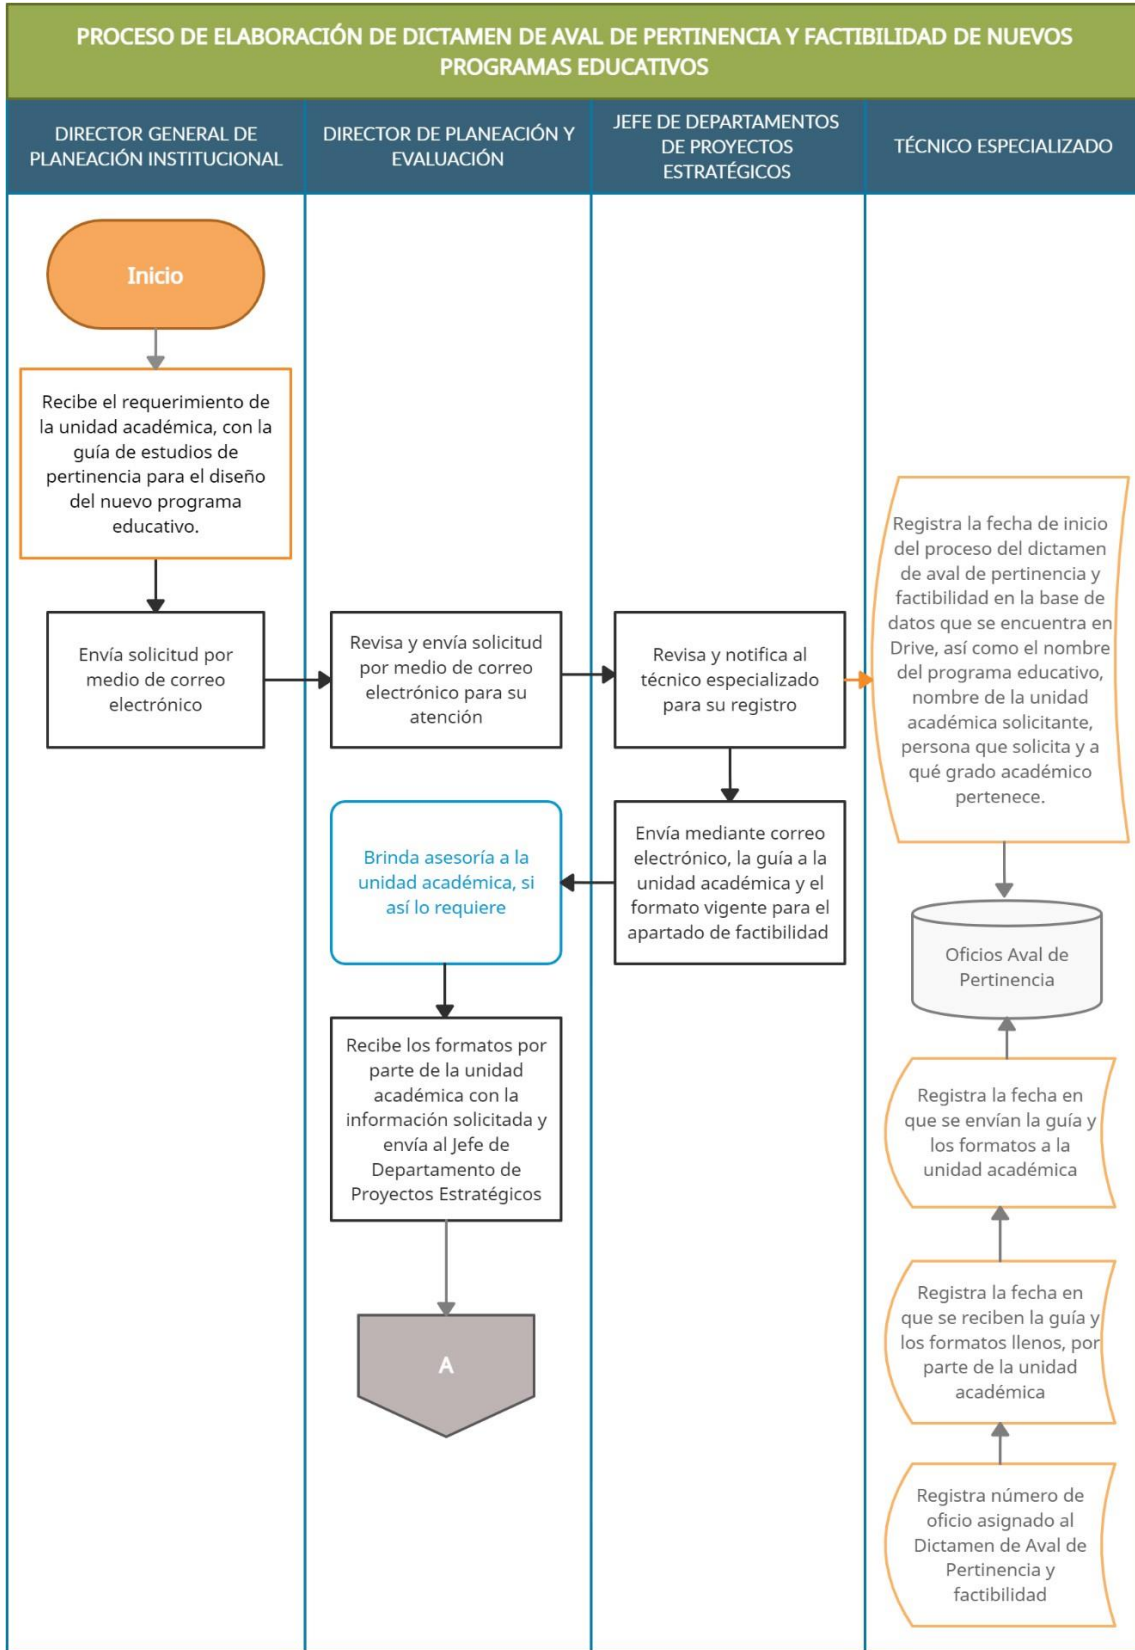 PROCESO DE ELABORACIÓN DE DICTAMEN DE AVAL DE PERTINENCIA Y FACTIBILIDAD DE NUEVOS
PROGRAMAS EDUCATIVOS
DIRECTOR GENERAL DE
PLANEACIÓN INSTITUCIONAL
DIRECTOR DE PLANEACIÓN Y
EVALUACIÓN
JEFE DE DEPARTAMENTOS
DE PROYECTOS
ESTRATÉGICOS
TÉCNICO ESPECIALIZADO
Inicio
Recibe el requerimiento de
la unidad académica, con la
guía de estudios de
pertinencia para el diseño
del nuevo programa
educativo.
Envía solicitud por
medio de correo
electrónico
Revisa y envía solicitud
por medio de correo
electrónico para su
atención
Revisa y notifica al
técnico especializado
para su registro
Registra la fecha de inicio
del proceso del dictamen
de aval de pertinencia y
factibilidad en la base de
datos que se encuentra en
Drive, así como el nombre
del programa educativo,
nombre de la unidad
académica solicitante,
persona que solicita y a
qué grado académico
pertenece.
Envía mediante correo
electrónico, la guía a la
unidad académica y el
formato vigente para el
apartado de factibilidad
Brinda asesoría a la
unidad académica, si
así lo requiere
Recibe los formatos por
parte de la unidad
académica con la
información solicitada y
envía al Jefe de
Departamento de
Proyectos Estratégicos
A
Oficios Aval de
Pertinencia
Registra la fecha en
que se envían la guía y
los formatos a la
unidad académica
Registra la fecha en
que se reciben la guía y
los formatos llenos, por
parte de la unidad
académica
Registra número de
oficio asignado al
Dictamen de Aval de
Pertinencia y
factibilidad